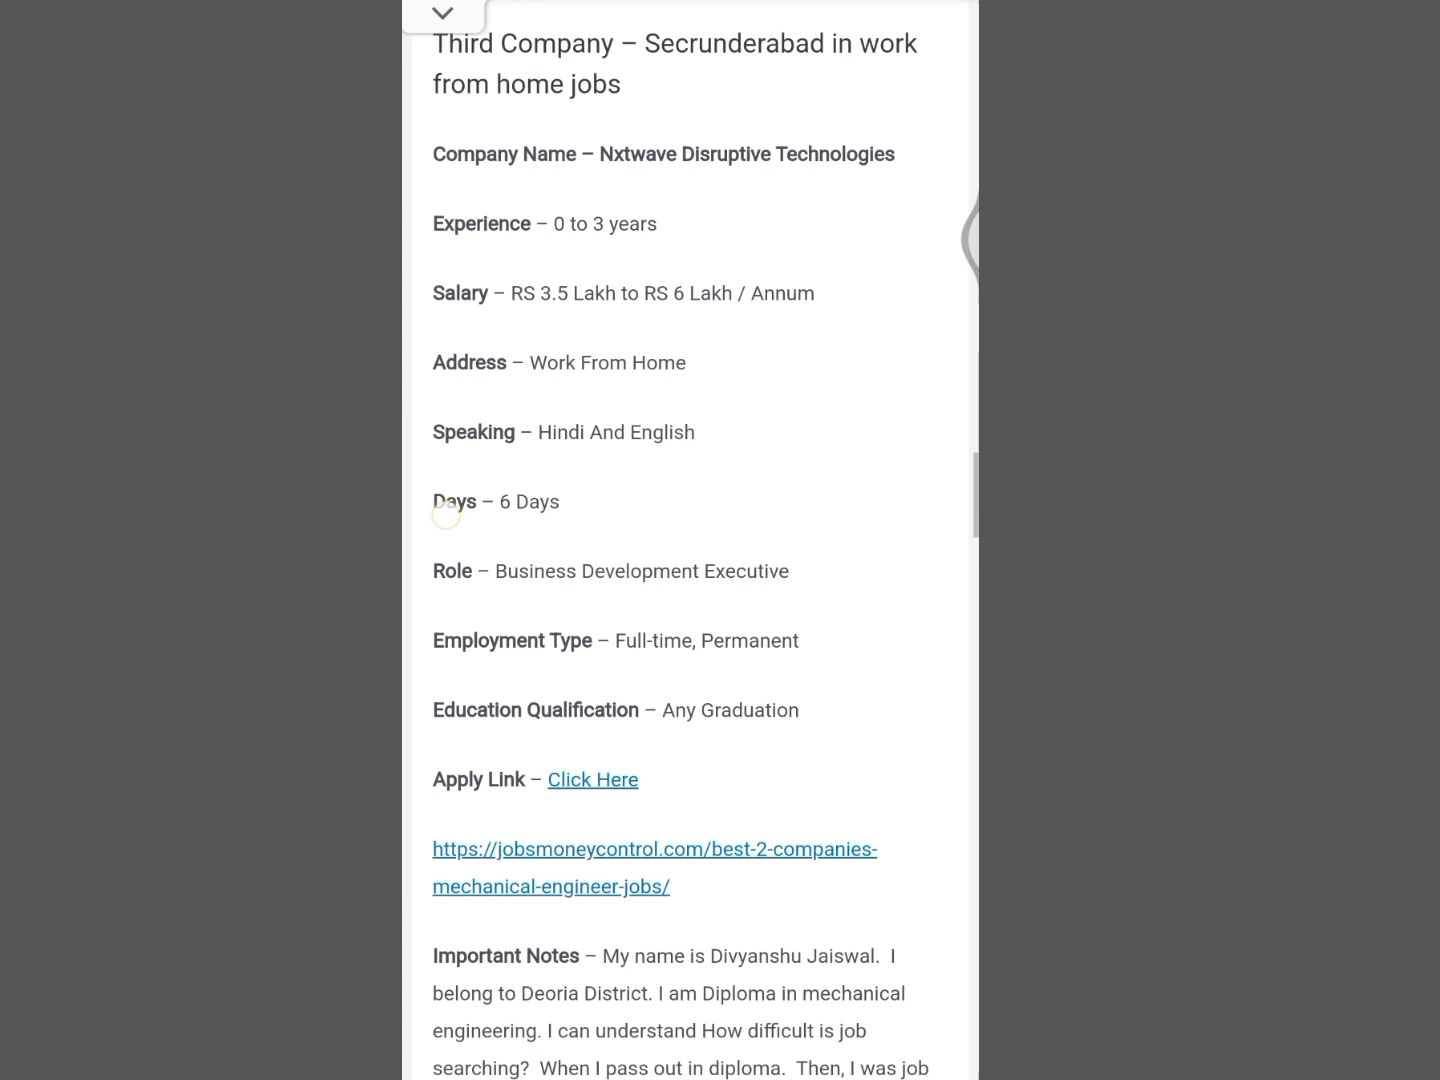 Third Company – Secrunderabad in work
from home jobs
Company Name – Nxtwave Disruptive Technologies
Experience – 0 to 3 years
Salary – RS 3.5 Lakh to RS 6 Lakh / Annum
Address – Work From Home
Speaking – Hindi And English
Days – 6 Days
Role – Business Development Executive
Employment Type – Full-time, Permanent
Education Qualification – Any Graduation
Apply Link – Click Here
https://jobsmoneycontrol.com/best-2-companies-
mechanical-engineer-jobs/
Important Notes – My name is Divyanshu Jaiswal. I
belong to Deoria District. I am Diploma in mechanical
engineering. I can understand How difficult is job
searching? When I pass out in diploma. Then, I was job